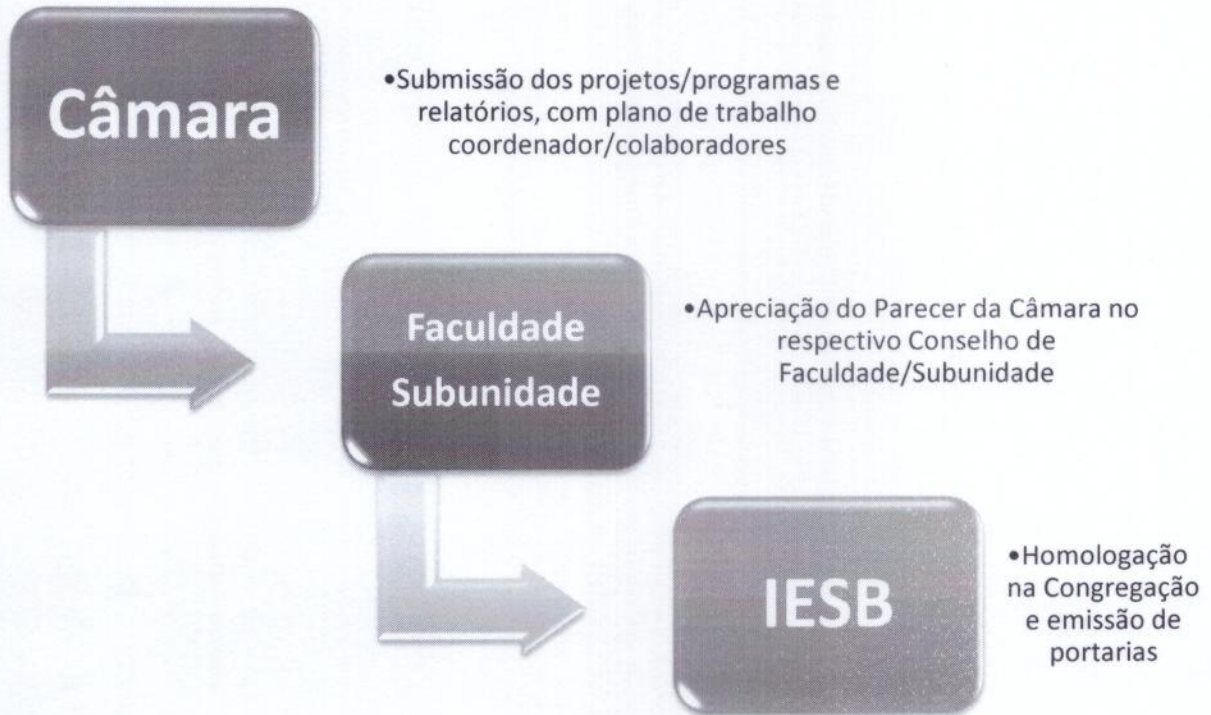 Câmara
•Submissão dos projetos/programas e
relatórios, com plano de trabalho
coordenador/colaboradores
Faculdade
Subunidade
•Apreciação do Parecer da Câmara no
respectivo Conselho de
Faculdade/Subunidade
IESB
•Homologação
na Congregação
e emissão de
portarias